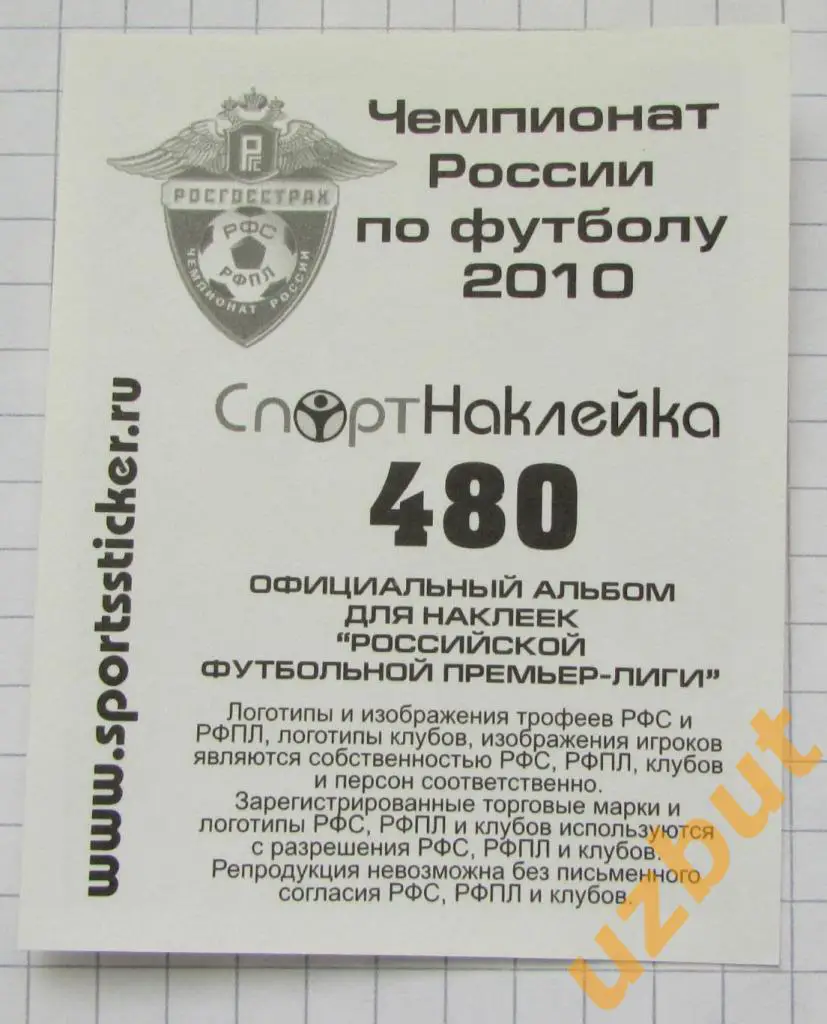 РГС
РОСГОССТРАХ
РФС
РФПЛ
ЧЕМПИОНАТ РОССИИ
Чемпионат
России
по футболу
2010
www.sportssticker.ru
СпортНаклейка
480
ОФИЦИАЛЬНЫЙ АЛЬБОМ
ДЛЯ НАКЛЕЕК
“РОССИЙСКОЙ
ФУТБОЛЬНОЙ ПРЕМЬЕР-ЛИГИ”
Логотипы и изображения трофеев РФС и
РФПЛ, логотипы клубов, изображения игроков
являются собственностью РФС, РФПЛ, клубов
и персон соответственно.
Зарегистрированные торговые марки и
логотипы РФС, РФПЛ и клубов используются
с разрешения РФС, РФПЛ и клубов.
Репродукция невозможна без письменного
согласия РФС, РФПЛ и клубов.
uzbut